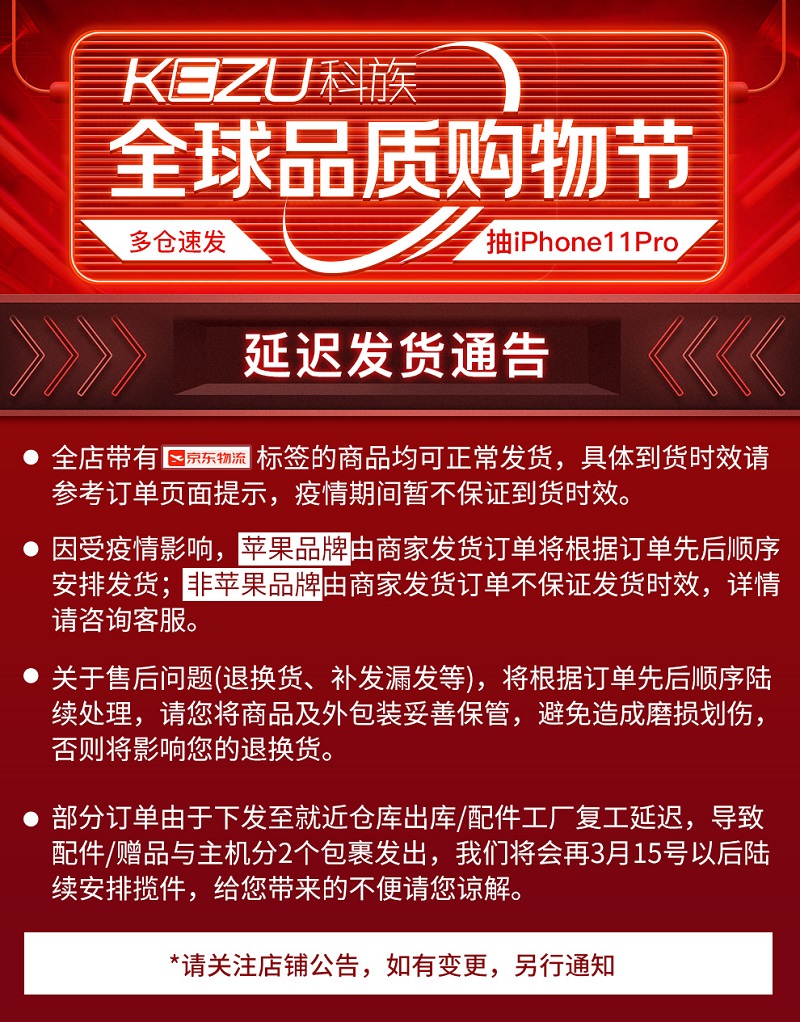 KEZU科族
全球品质购物节
多仓速发
抽iPhone11Pro
延迟发货通告
全店带有 京东物流 标签的商品均可正常发货，具体到货时效请
参考订单页面提示，疫情期间暂不保证到货时效。
因受疫情影响，苹果品牌由商家发货订单将根据订单先后顺序
安排发货；非苹果品牌由商家发货订单不保证发货时效，详情
请咨询客服。
关于售后问题(退换货、补发漏发等)，将根据订单先后顺序陆
续处理，请您将商品及外包装妥善保管，避免造成磨损划伤，
否则将影响您的退换货。
部分订单由于下发至就近仓库出库/配件工厂复工延迟，导致
配件/赠品与主机分2个包裹发出，我们将会再3月15号以后陆
续安排揽件，给您带来的不便请您谅解。
*请关注店铺公告，如有变更，另行通知